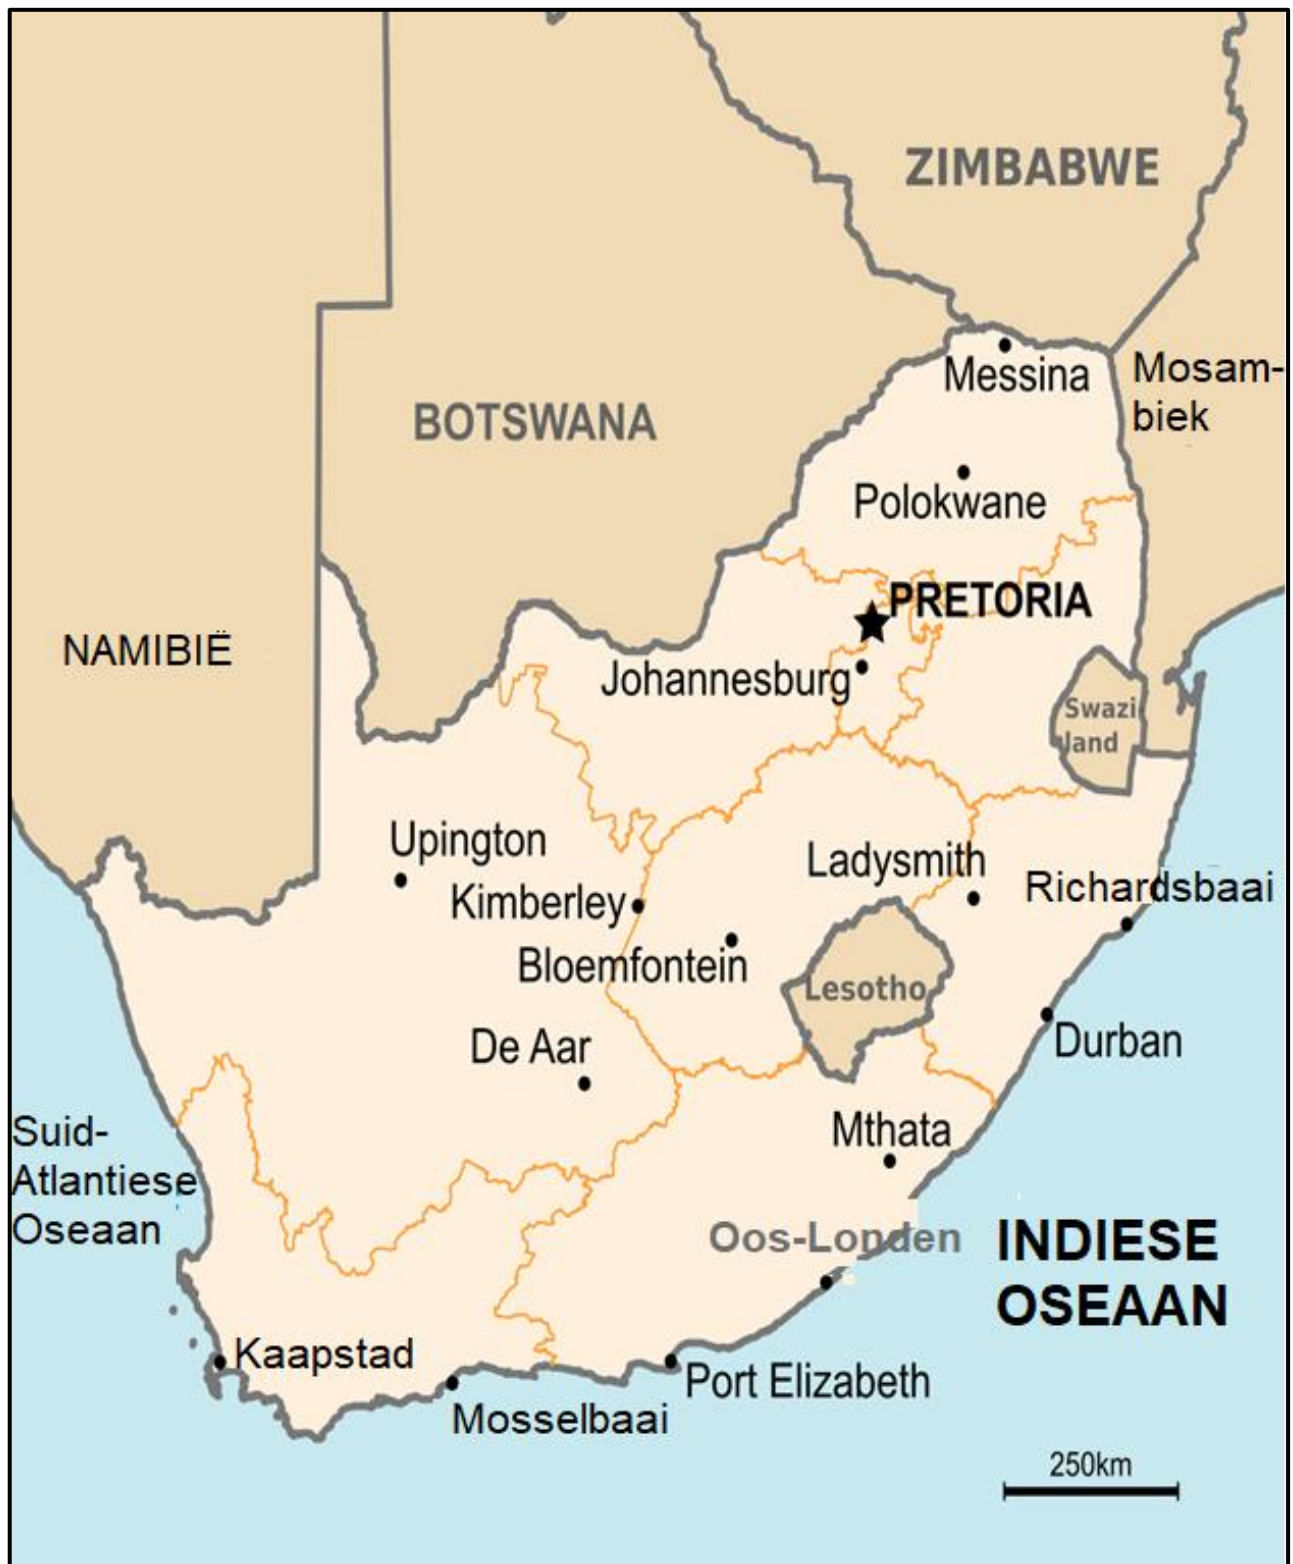 ZIMBABWE
Messina
Mosam-
biek
BOTSWANA
Polokwane
PRETORIA
NAMIBIË
Johannesburg
Swazi
land
Upington
Ladysmith
Kimberley
Richardsbaai
Bloemfontein
Lesotho
De Aar
Durban
Suid-
Atlantiese
Oseaan
Mthata
Oos-Londen
INDIESE
OSEAAN
Kaapstad
Port Elizabeth
Mosselbaai
250km